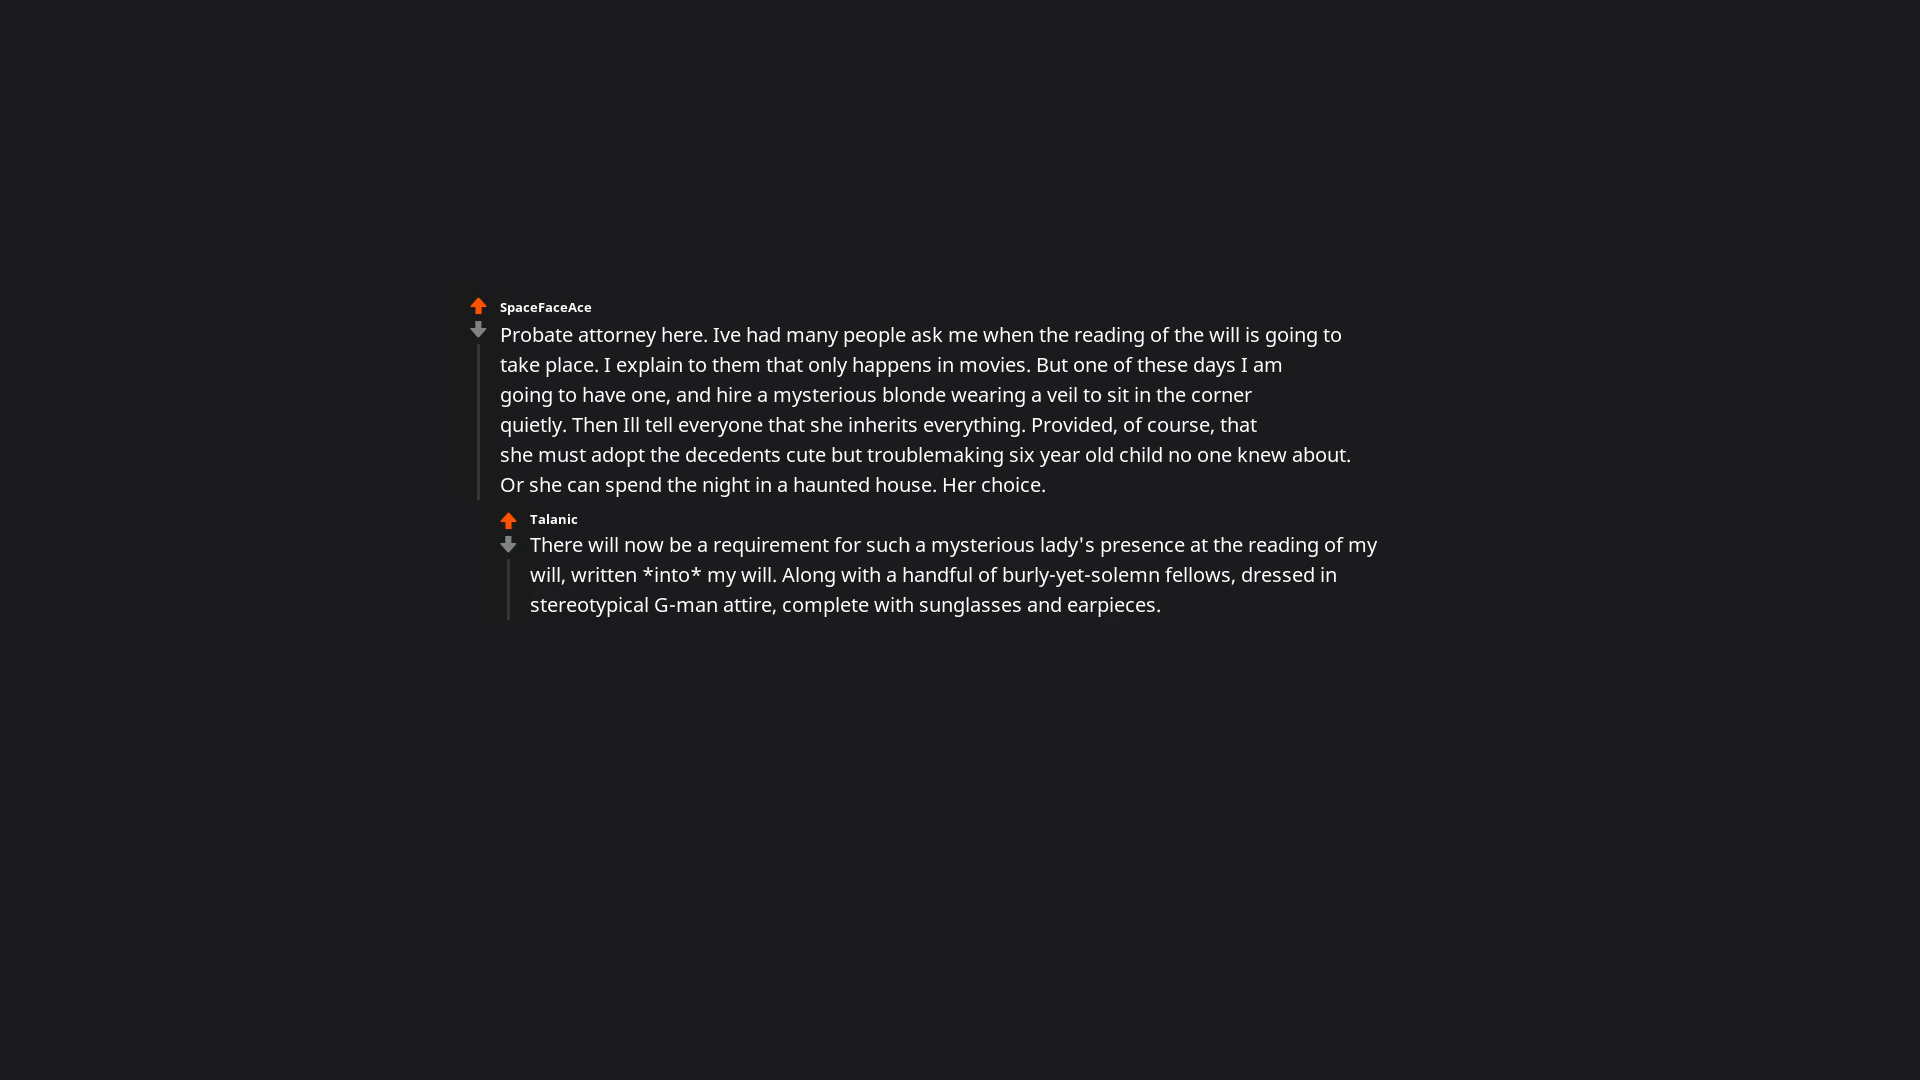 SpaceFaceAce
Probate attorney here. Ive had many people ask me when the reading of the will is going to
take place. I explain to them that only happens in movies. But one of these days I am
going to have one, and hire a mysterious blonde wearing a veil to sit in the corner
quietly. Then Ill tell everyone that she inherits everything. Provided, of course, that
she must adopt the decedents cute but troublemaking six year old child no one knew about.
Or she can spend the night in a haunted house. Her choice.
Talanic
There will now be a requirement for such a mysterious lady's presence at the reading of my
will, written *into* my will. Along with a handful of burly-yet-solemn fellows, dressed in
stereotypical G-man attire, complete with sunglasses and earpieces.